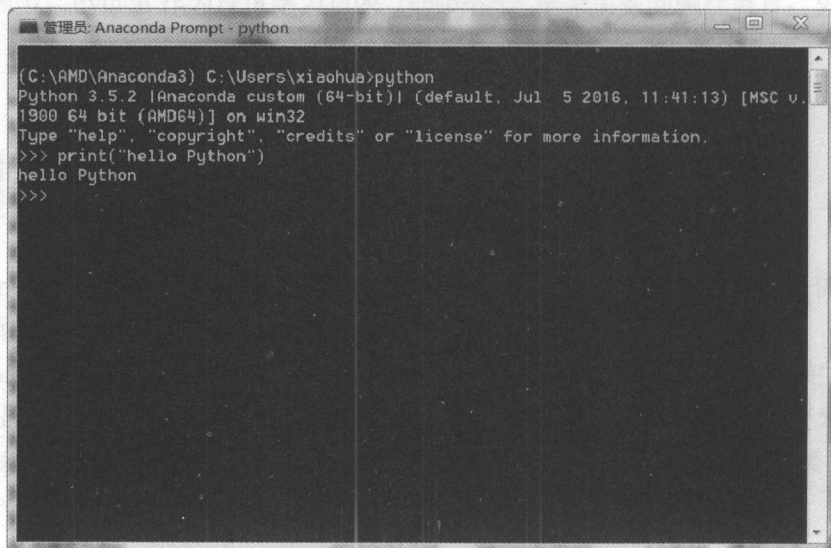 管理员: Anaconda Prompt - python
(C:\AMD\Anaconda3) C:\Users\xiaohua>python
Python 3.5.2 |Anaconda custom (64-bit)| (default, Jul  5 2016, 11:41:13) [MSC v.
1900 64 bit (AMD64)] on win32
Type "help", "copyright", "credits" or "license" for more information.
>>> print("hello Python")
hello Python
>>>